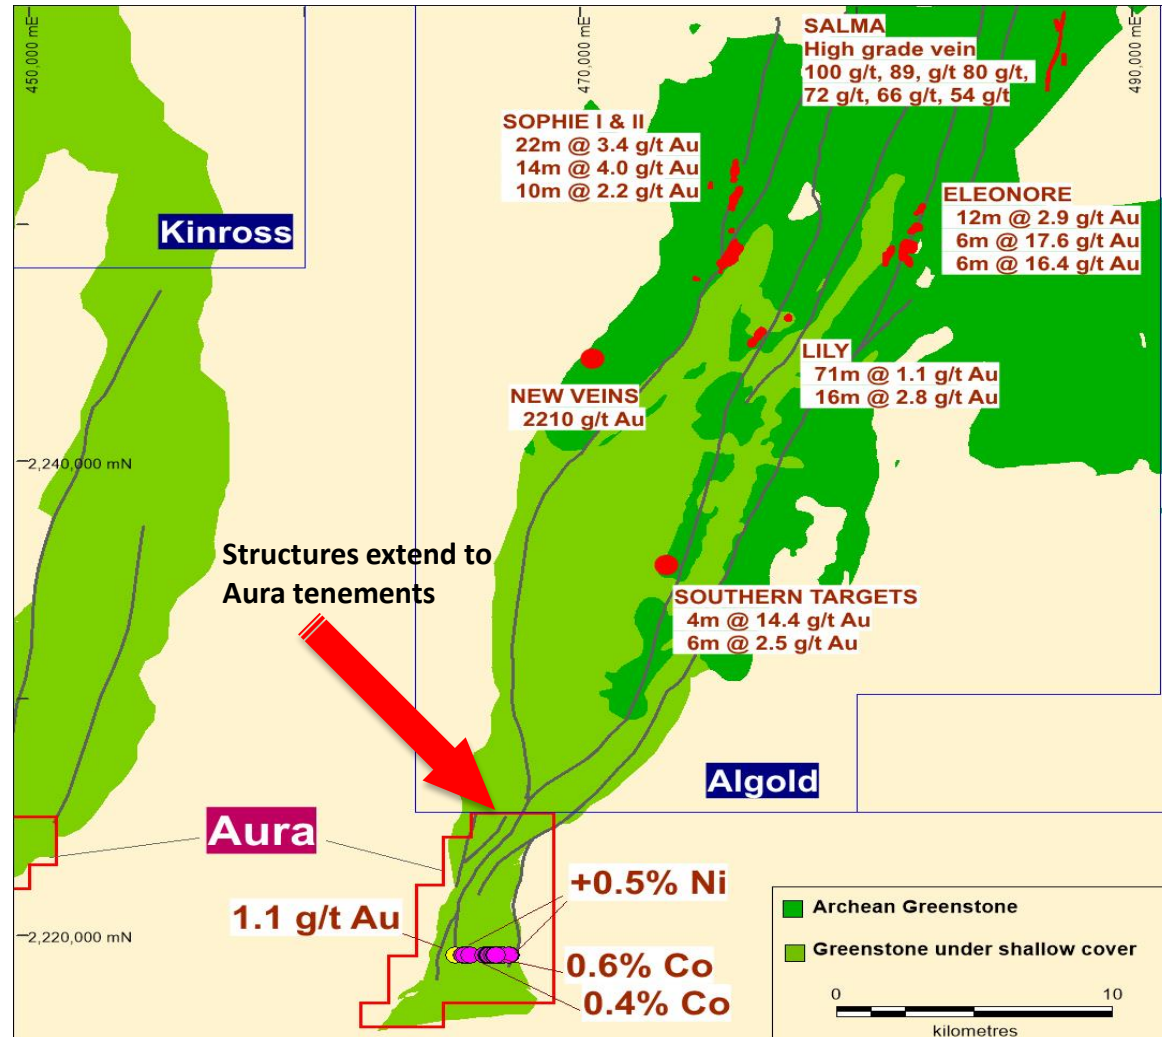 450,000 mE
470,000 mE
490,000 mE
SALMA
High grade vein
100 g/t, 89, g/t 80 g/t,
72 g/t, 66 g/t, 54 g/t
SOPHIE I & II
22m @ 3.4 g/t Au
14m @ 4.0 g/t Au
10m @ 2.2 g/t Au
Kinross
ELEONORE
12m @ 2.9 g/t Au
6m @ 17.6 g/t Au
6m @ 16.4 g/t Au
LILY
71m @ 1.1 g/t Au
16m @ 2.8 g/t Au
NEW VEINS
2210 g/t Au
2,240,000 mN
Structures extend to
Aura tenements
SOUTHERN TARGETS
4m @ 14.4 g/t Au
6m @ 2.5 g/t Au
Algold
Aura
+0.5% Ni
1.1 g/t Au
2,220,000 mN
0.6% Co
0.4% Co
Archean Greenstone
Greenstone under shallow cover
0 10
kilometres